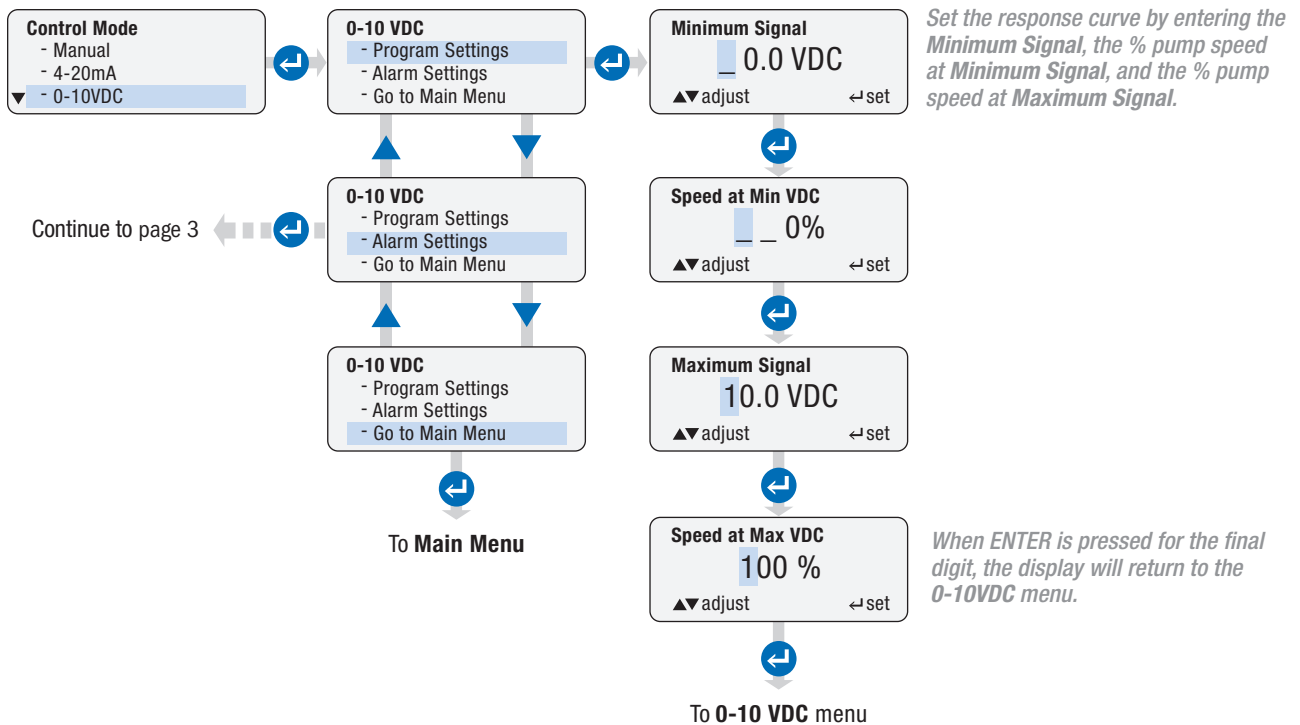 Control Mode
- Manual
- 4-20mA
▼ - 0-10VDC
0-10 VDC
- Program Settings
- Alarm Settings
- Go to Main Menu
Minimum Signal
_ 0.0 VDC
▲▼ adjust ↵ set
Set the response curve by entering the
Minimum Signal, the % pump speed
at Minimum Signal, and the % pump
speed at Maximum Signal.
Continue to page 3
0-10 VDC
- Program Settings
- Alarm Settings
- Go to Main Menu
Speed at Min VDC
_ _ 0%
▲▼ adjust ↵ set
0-10 VDC
- Program Settings
- Alarm Settings
- Go to Main Menu
To Main Menu
Maximum Signal
10.0 VDC
▲▼ adjust ↵ set
Speed at Max VDC
100 %
▲▼ adjust ↵ set
When ENTER is pressed for the final
digit, the display will return to the
0-10VDC menu.
To 0-10 VDC menu